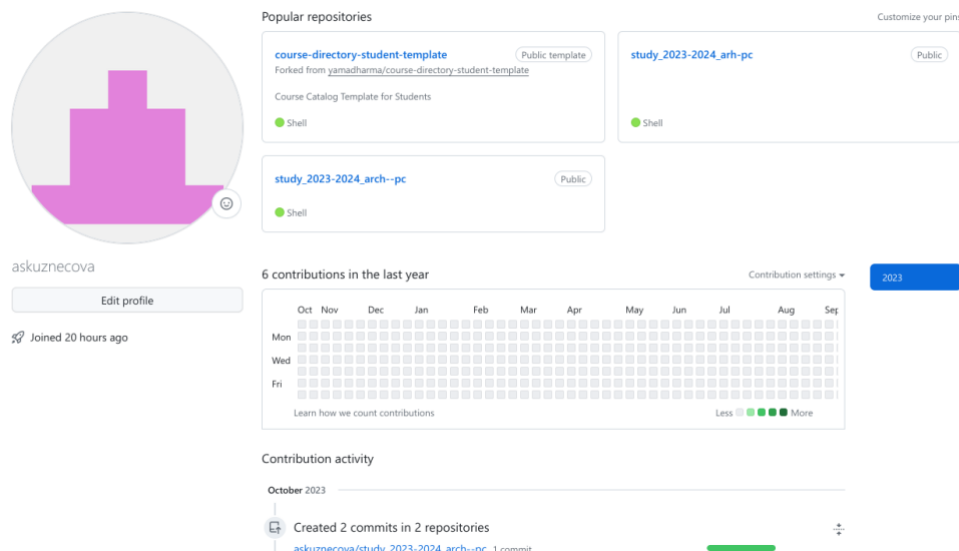 Popular repositories
Customize your pins
course-directory-student-template
Public template
Forked from yamadharma/course-directory-student-template
Course Catalog Template for Students
Shell
study_2023-2024_arh-pc
Public
Shell
study_2023-2024_arch--pc
Public
Shell
askuznecova
Edit profile
Joined 20 hours ago
6 contributions in the last year
Contribution settings
2023
Oct Nov Dec Jan Feb Mar Apr May Jun Jul Aug Sep
Mon
Wed
Fri
Learn how we count contributions
Less More
Contribution activity
October 2023
Created 2 commits in 2 repositories
askuznecova/study_2023-2024_arch--pc 1 commit